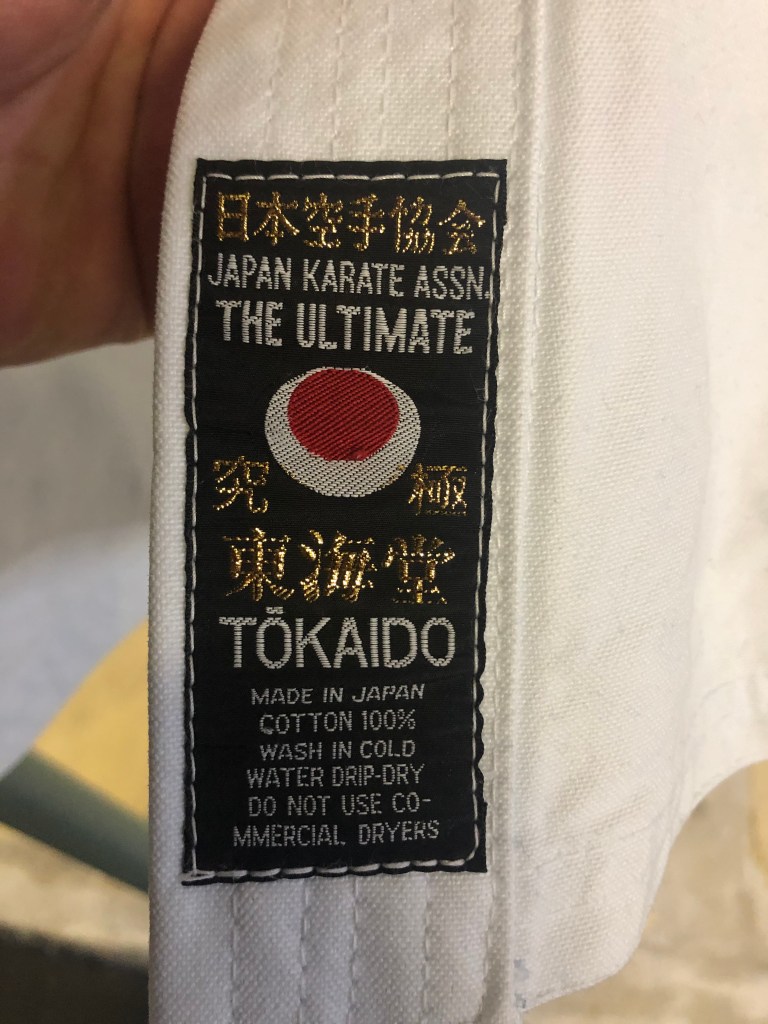 日本空手協会
JAPAN KARATE ASSN.
THE ULTIMATE
究 極
東海堂
TŌKAIDO
MADE IN JAPAN
COTTON 100%
WASH IN COLD
WATER DRIP-DRY
DO NOT USE CO-
MMERCIAL DRYERS